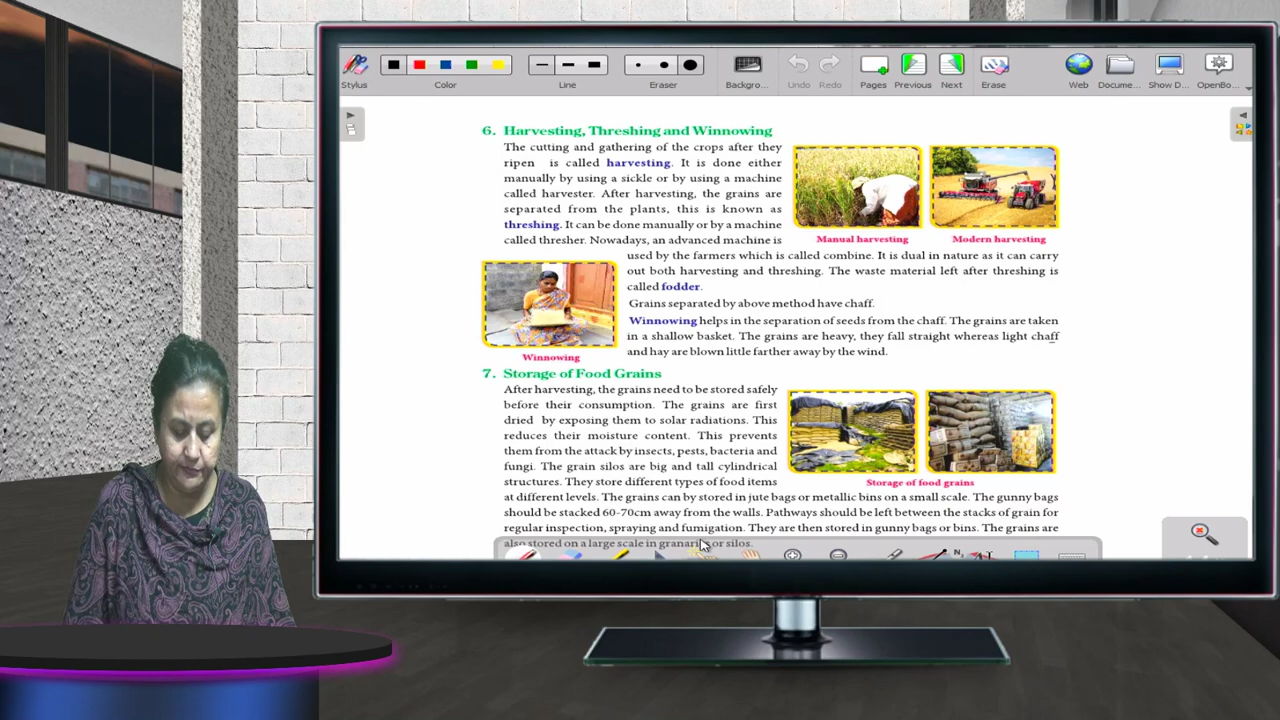 Stylus
Color
Line
Eraser
Backgro...
Undo
Redo
Pages
Previous
Next
Erase
Web
Docume...
Show D...
OpenBo...
6. Harvesting, Threshing and Winnowing
The cutting and gathering of the crops after they
ripen is called harvesting. It is done either
manually by using a sickle or by using a machine
called harvester. After harvesting, the grains are
separated from the plants, this is known as
threshing. It can be done manually or by a machine
called thresher. Nowadays, an advanced machine is
Manual harvesting
Modern harvesting
used by the farmers which is called combine. It is dual in nature as it can carry
out both harvesting and threshing. The waste material left after threshing is
called fodder.
Grains separated by above method have chaff.
Winnowing helps in the separation of seeds from the chaff. The grains are taken
in a shallow basket. The grains are heavy, they fall straight whereas light chaff
and hay are blown little farther away by the wind.
Winnowing
7. Storage of Food Grains
After harvesting, the grains need to be stored safely
before their consumption. The grains are first
dried by exposing them to solar radiations. This
reduces their moisture content. This prevents
them from the attack by insects, pests, bacteria and
fungi. The grain silos are big and tall cylindrical
structures. They store different types of food items
Storage of food grains
at different levels. The grains can by stored in jute bags or metallic bins on a small scale. The gunny bags
should be stacked 60-70cm away from the walls. Pathways should be left between the stacks of grain for
regular inspection, spraying and fumigation. They are then stored in gunny bags or bins. The grains are
also stored on a large scale in granaries or silos.